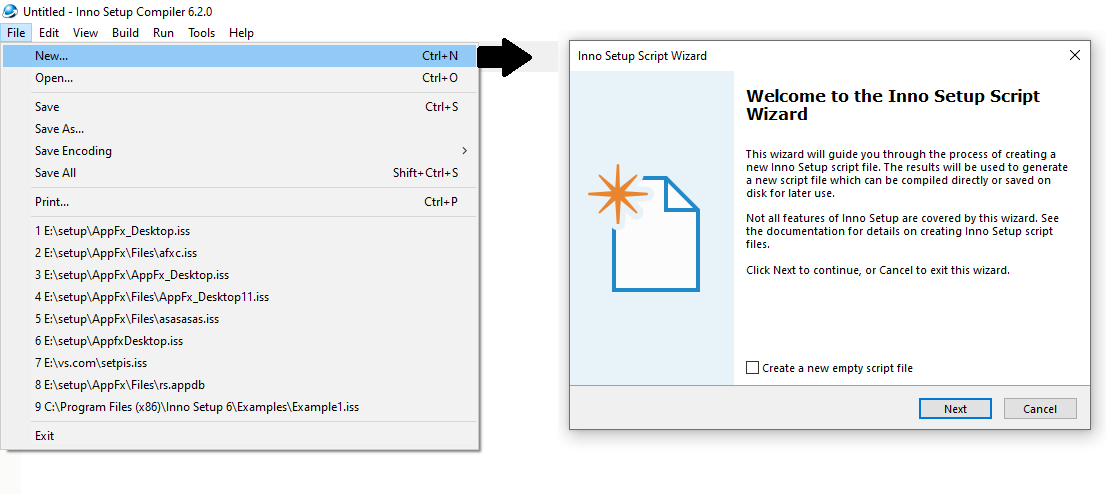 Untitled - Inno Setup Compiler 6.2.0
File Edit View Build Run Tools Help
New... Ctrl+N
Open... Ctrl+O
Save Ctrl+S
Save As...
Save Encoding
Save All Shift+Ctrl+S
Print... Ctrl+P
1 E:\setup\AppFx_Desktop.iss
2 E:\setup\AppFx\Files\afxc.iss
3 E:\setup\AppFx\AppFx_Desktop.iss
4 E:\setup\AppFx\Files\AppFx_Desktop11.iss
5 E:\setup\AppFx\Files\asasasas.iss
6 E:\setup\AppfxDesktop.iss
7 E:\vs.com\setpis.iss
8 E:\setup\AppFx\Files\rs.appdb
9 C:\Program Files (x86)\Inno Setup 6\Examples\Example1.iss
Exit
Inno Setup Script Wizard
Welcome to the Inno Setup Script
Wizard
This wizard will guide you through the process of creating a
new Inno Setup script file. The results will be used to generate
a new script file which can be compiled directly or saved on
disk for later use.
Not all features of Inno Setup are covered by this wizard. See
the documentation for details on creating Inno Setup script
files.
Click Next to continue, or Cancel to exit this wizard.
Create a new empty script file
Next Cancel